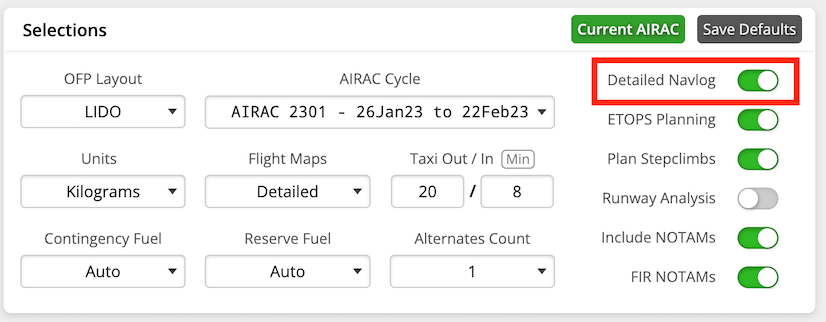 Selections
Current AIRAC
Save Defaults
OFP Layout
AIRAC Cycle
Detailed Navlog
LIDO
AIRAC 2301 - 26Jan23 to 22Feb23
ETOPS Planning
Units
Flight Maps
Taxi Out / In Min
Plan Stepclimbs
Kilograms
Detailed
20 / 8
Runway Analysis
Contingency Fuel
Reserve Fuel
Alternates Count
Include NOTAMs
Auto
Auto
1
FIR NOTAMs